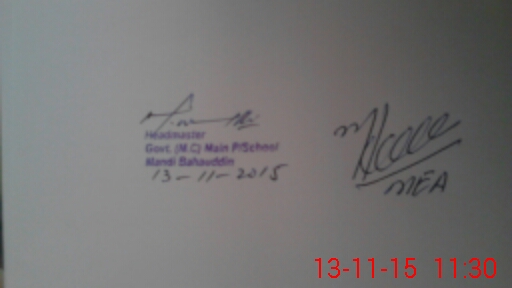 Headmaster
Govt. (M.C) Main P/School
Mandi Bahauddin
13-11-2015
MEA
13-11-15 11:30